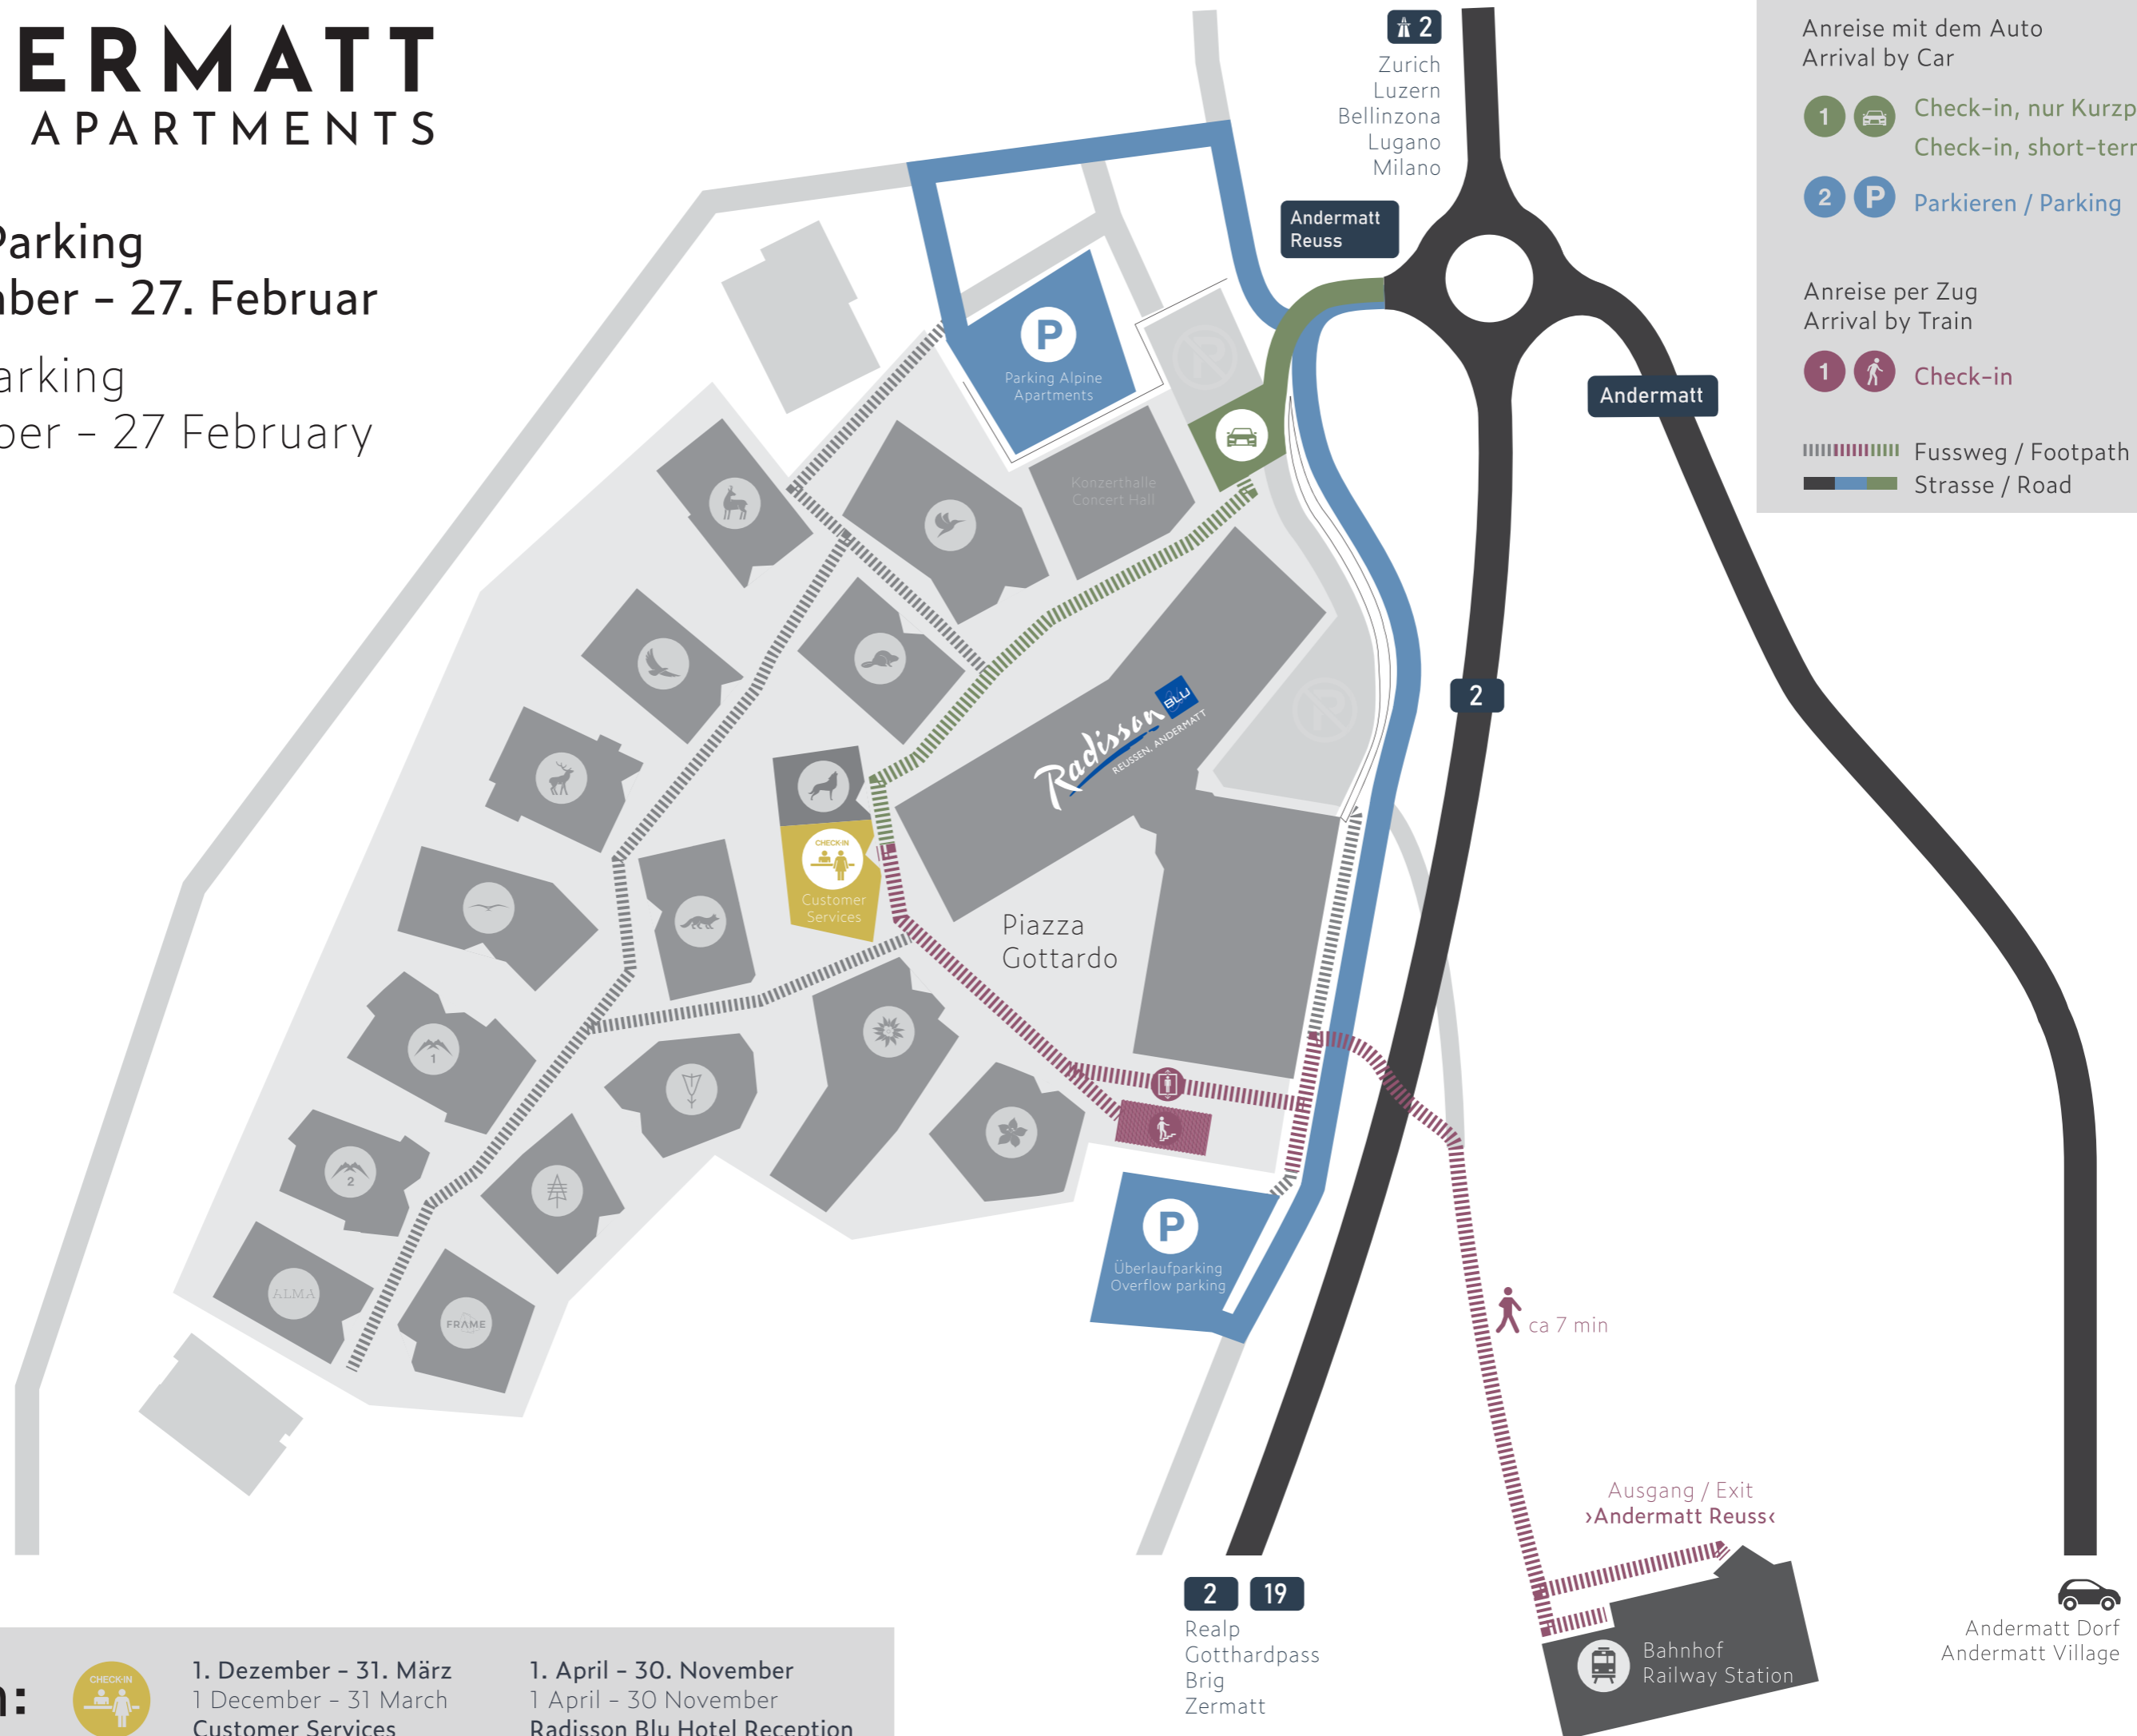 ERMATT
APARTMENTS
Parking
ber – 27. Februar
arking
ber – 27 February
2
Zurich
Luzern
Bellinzona
Lugano
Milano
Andermatt
Reuss
Andermatt
2
Anreise mit dem Auto
Arrival by Car
1
Check-in, nur Kurzp
Check-in, short-terr
2 P Parkieren / Parking
Anreise per Zug
Arrival by Train
1 Check-in
Fussweg / Footpath
Strasse / Road
P
Parking Alpine
Apartments
P
Konzerthalle
Concert Hall
Radisson BLU
REUSSEN, ANDERMATT
P
CHECK-IN
Customer
Services
Piazza
Gottardo
1
2
ALMA
FRAME
P
Überlaufparking
Overflow parking
ca 7 min
Ausgang / Exit
›Andermatt Reuss‹
Bahnhof
Railway Station
2 19
Realp
Gotthardpass
Brig
Zermatt
Andermatt Dorf
Andermatt Village
n:
CHECK-IN
1. Dezember – 31. März
1 December – 31 March
Customer Services
1. April – 30. November
1 April – 30 November
Radisson Blu Hotel Reception